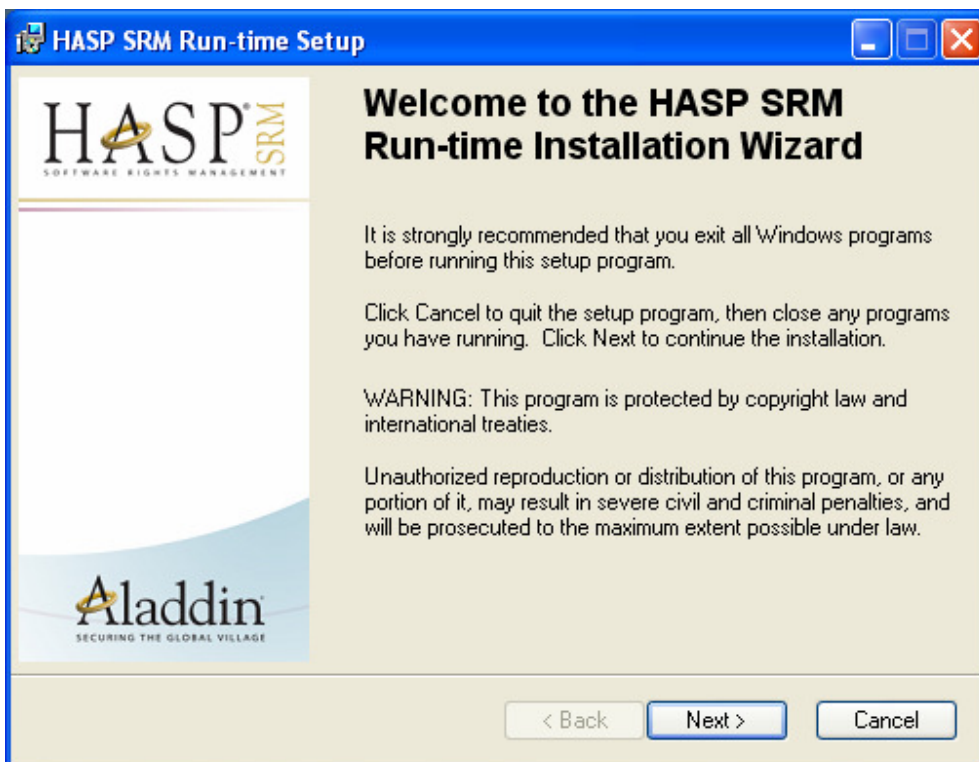 HASP SRM Run-time Setup
HASP® SRM
SOFTWARE RIGHTS MANAGEMENT
Welcome to the HASP SRM
Run-time Installation Wizard
It is strongly recommended that you exit all Windows programs
before running this setup program.
Click Cancel to quit the setup program, then close any programs
you have running.  Click Next to continue the installation.
WARNING: This program is protected by copyright law and
international treaties.
Unauthorized reproduction or distribution of this program, or any
portion of it, may result in severe civil and criminal penalties, and
will be prosecuted to the maximum extent possible under law.
Aladdin
SECURING THE GLOBAL VILLAGE
< Back
Next >
Cancel